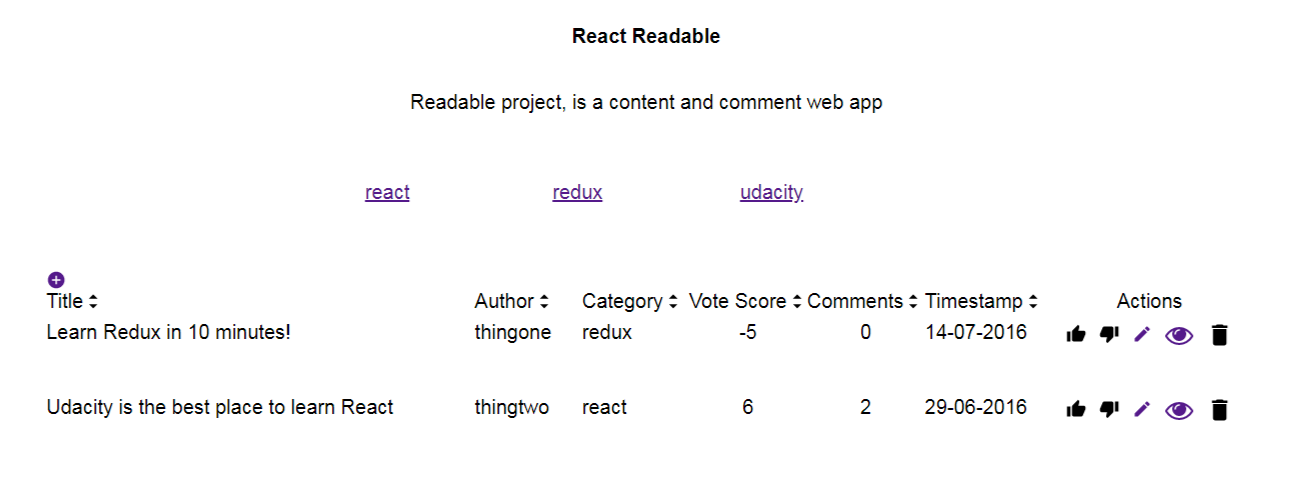 React Readable
Readable project, is a content and comment web app
react redux udacity
Title Author Category Vote Score Comments Timestamp Actions
Learn Redux in 10 minutes! thingone redux -5 0 14-07-2016
Udacity is the best place to learn React thingtwo react 6 2 29-06-2016